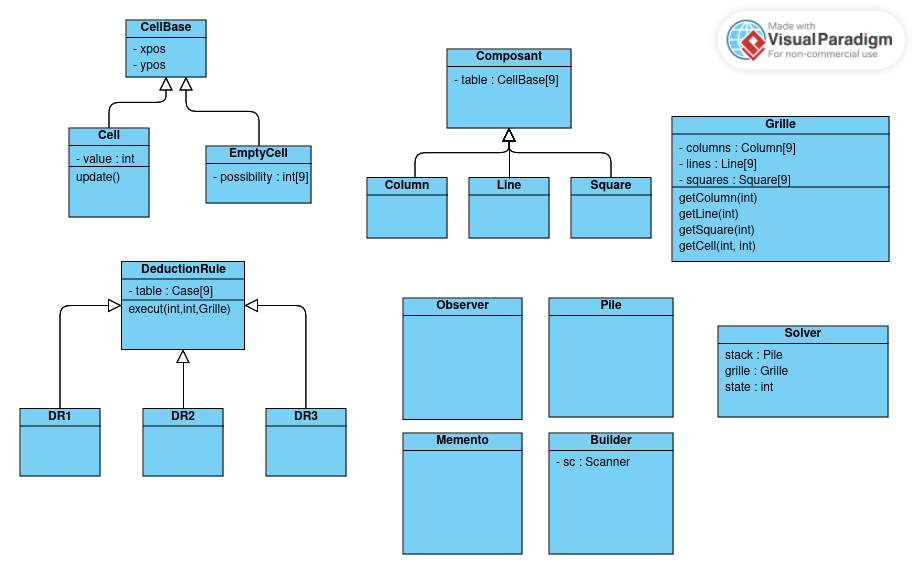 CellBase
- xpos
- ypos
Cell
- value : int
update()
EmptyCell
- possibility : int[9]
Composant
- table : CellBase[9]
Column
Line
Square
Made with
Visual Paradigm
For non-commercial use
Grille
- columns : Column[9]
- lines : Line[9]
- squares : Square[9]
getColumn(int)
getLine(int)
getSquare(int)
getCell(int, int)
DeductionRule
- table : Case[9]
execut(int,int,Grille)
DR1
DR2
DR3
Observer
Pile
Memento
Builder
- sc : Scanner
Solver
stack : Pile
grille : Grille
state : int